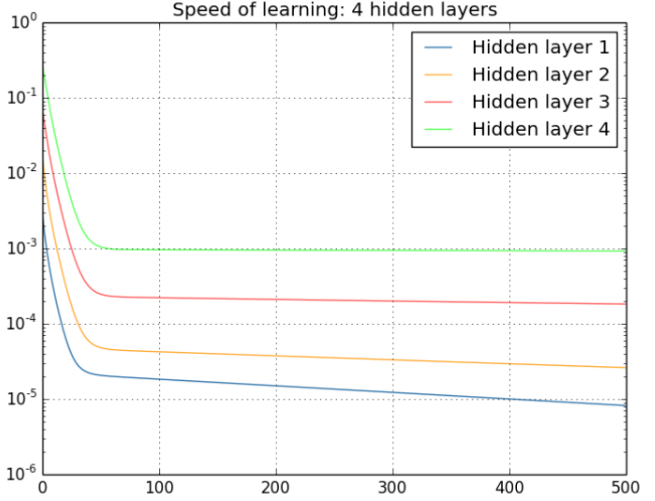 Speed of learning: 4 hidden layers
10^0
10^-1
10^-2
10^-3
10^-4
10^-5
10^-6
Hidden layer 1
Hidden layer 2
Hidden layer 3
Hidden layer 4
0 100 200 300 400 500